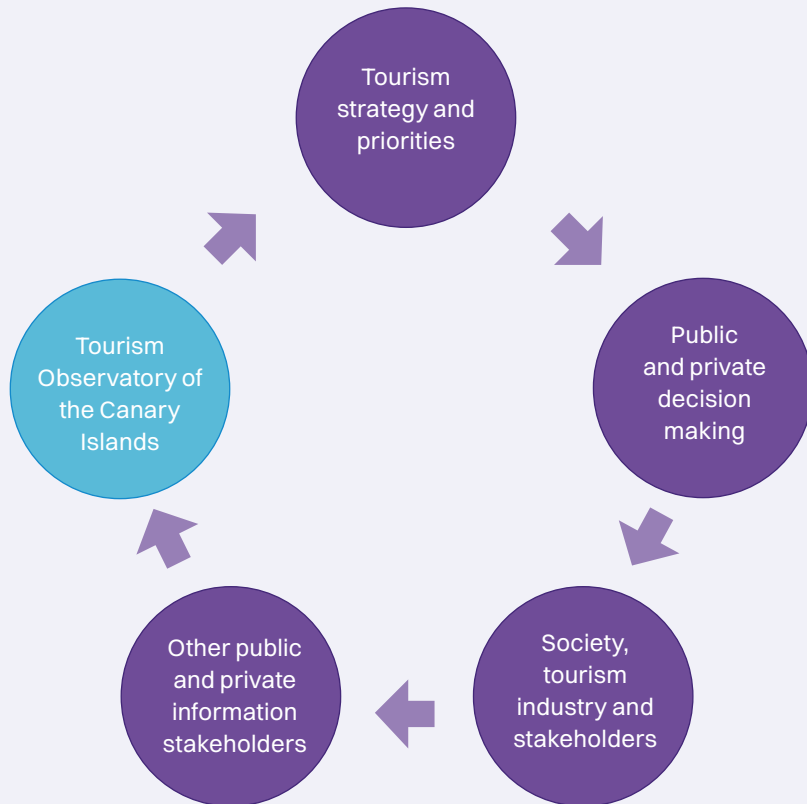 Tourism
strategy and
priorities
Public
and private
decision
making
Society,
tourism
industry and
stakeholders
Other public
and private
information
stakeholders
Tourism
Observatory of
the Canary
Islands